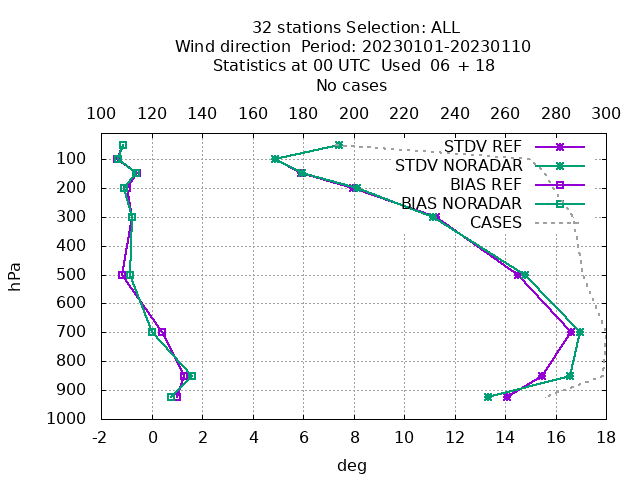 32 stations Selection: ALL
Wind direction  Period: 20230101-20230110
Statistics at 00 UTC  Used  06 + 18
No cases
100 120 140 160 180 200 220 240 260 280 300
STDV REF
STDV NORADAR
BIAS REF
BIAS NORADAR
CASES
hPa
100
200
300
400
500
600
700
800
900
1000
-2 0 2 4 6 8 10 12 14 16 18
deg